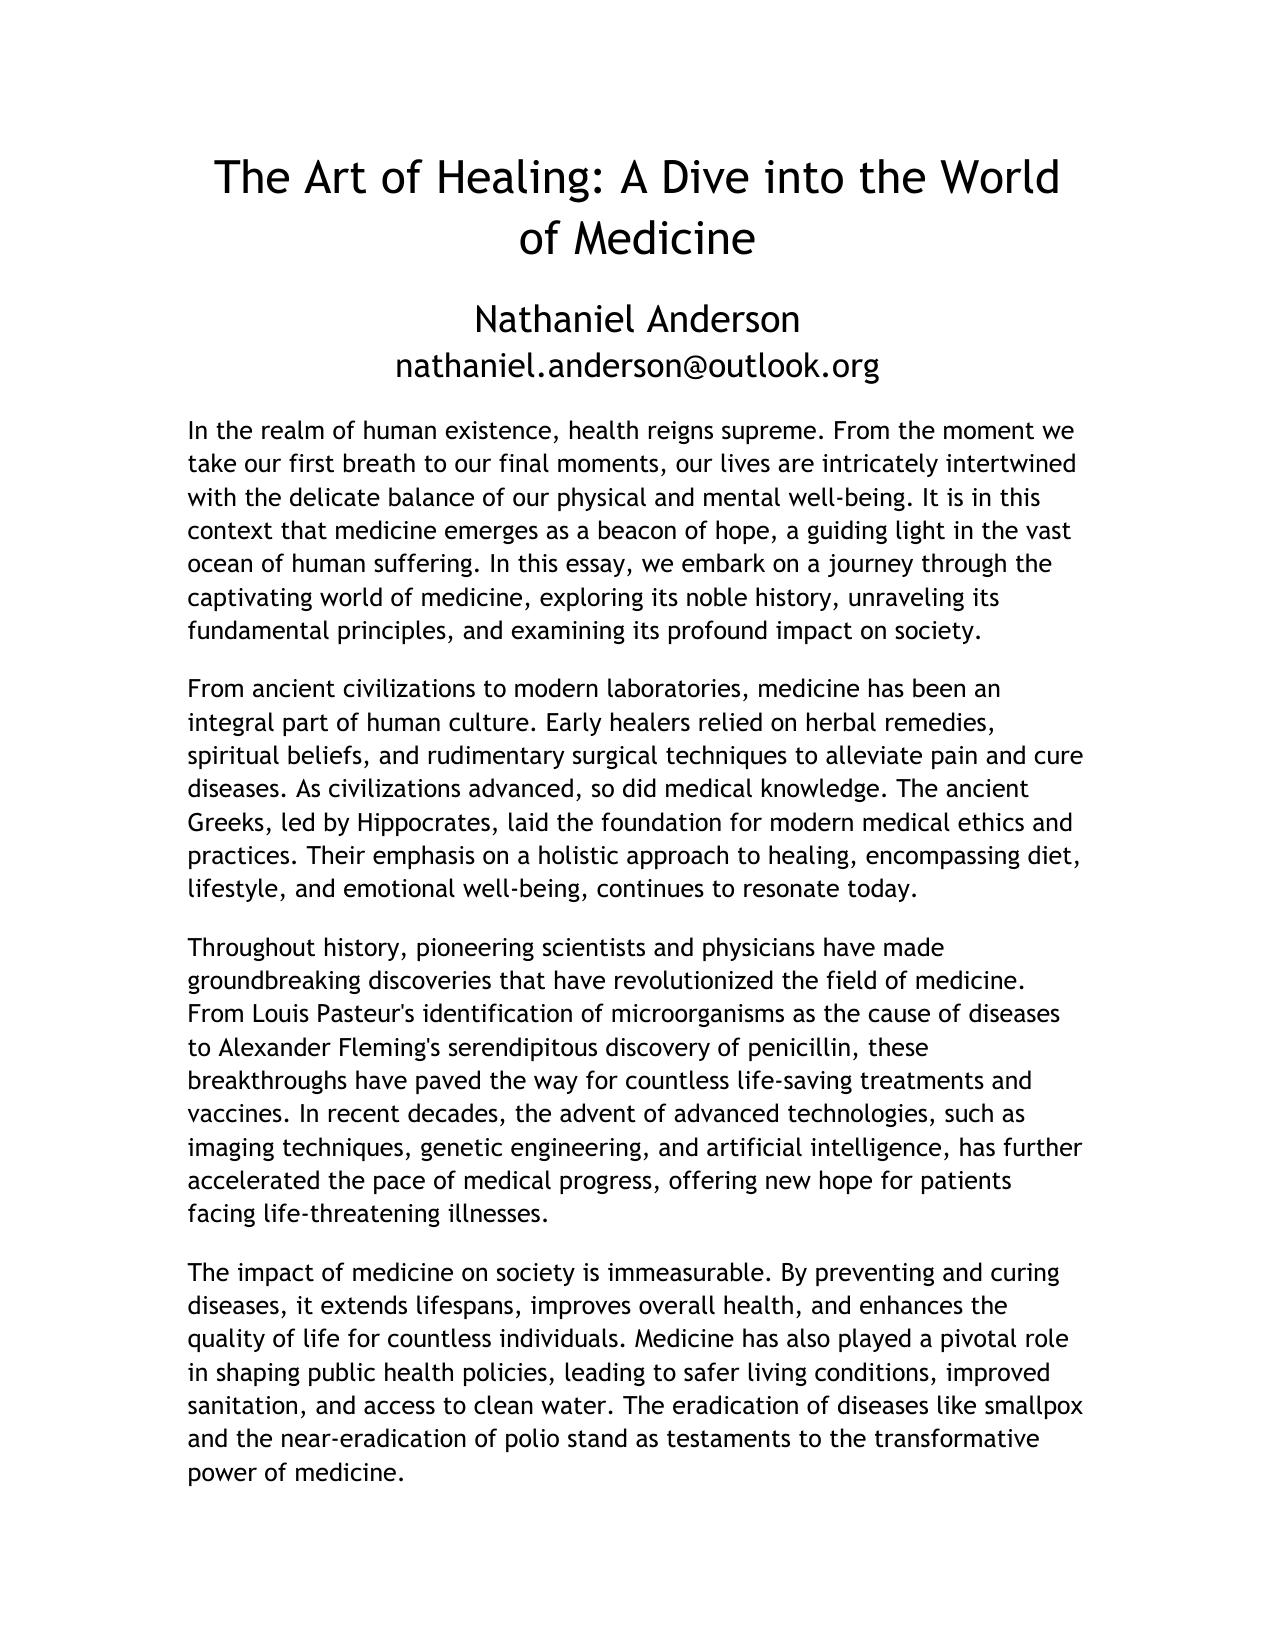 The Art of Healing: A Dive into the World
of Medicine
Nathaniel Anderson
nathaniel.anderson@outlook.org
In the realm of human existence, health reigns supreme. From the moment we
take our first breath to our final moments, our lives are intricately intertwined
with the delicate balance of our physical and mental well-being. It is in this
context that medicine emerges as a beacon of hope, a guiding light in the vast
ocean of human suffering. In this essay, we embark on a journey through the
captivating world of medicine, exploring its noble history, unraveling its
fundamental principles, and examining its profound impact on society.
From ancient civilizations to modern laboratories, medicine has been an
integral part of human culture. Early healers relied on herbal remedies,
spiritual beliefs, and rudimentary surgical techniques to alleviate pain and cure
diseases. As civilizations advanced, so did medical knowledge. The ancient
Greeks, led by Hippocrates, laid the foundation for modern medical ethics and
practices. Their emphasis on a holistic approach to healing, encompassing diet,
lifestyle, and emotional well-being, continues to resonate today.
Throughout history, pioneering scientists and physicians have made
groundbreaking discoveries that have revolutionized the field of medicine.
From Louis Pasteur's identification of microorganisms as the cause of diseases
to Alexander Fleming's serendipitous discovery of penicillin, these
breakthroughs have paved the way for countless life-saving treatments and
vaccines. In recent decades, the advent of advanced technologies, such as
imaging techniques, genetic engineering, and artificial intelligence, has further
accelerated the pace of medical progress, offering new hope for patients
facing life-threatening illnesses.
The impact of medicine on society is immeasurable. By preventing and curing
diseases, it extends lifespans, improves overall health, and enhances the
quality of life for countless individuals. Medicine has also played a pivotal role
in shaping public health policies, leading to safer living conditions, improved
sanitation, and access to clean water. The eradication of diseases like smallpox
and the near-eradication of polio stand as testaments to the transformative
power of medicine.